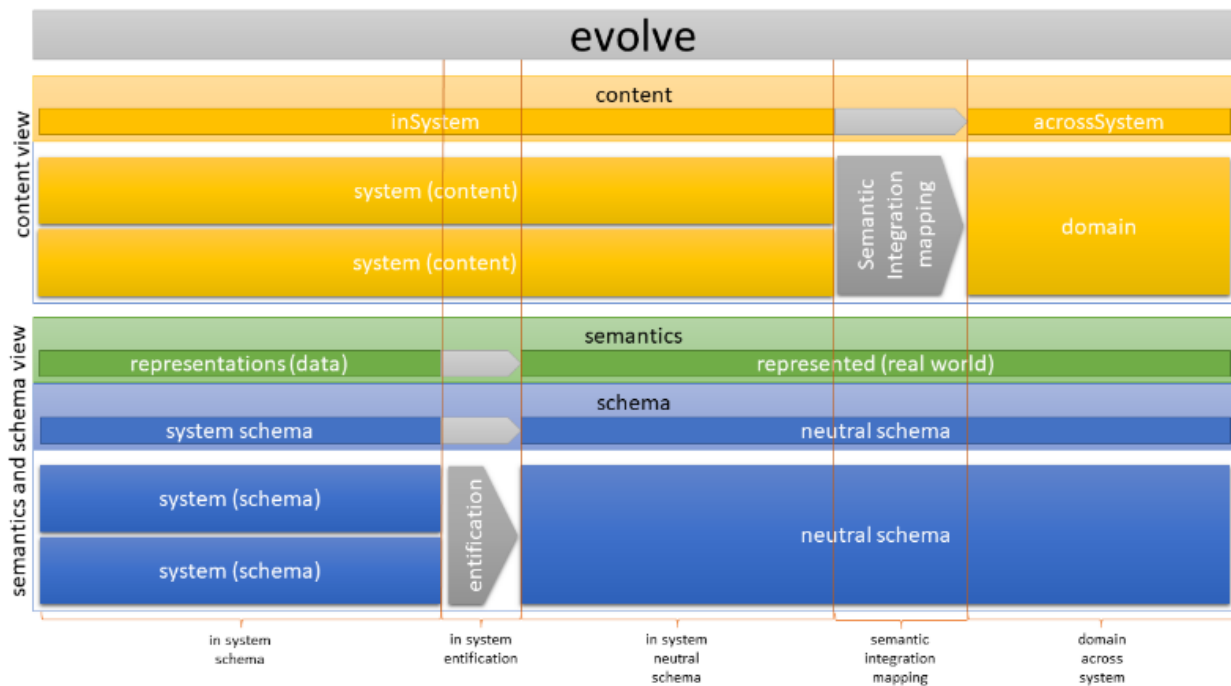 evolve
content view
content
inSystem
acrossSystem
system (content)
system (content)
Semantic
Integration
mapping
domain
semantics and schema view
semantics
representations (data)
represented (real world)
schema
system schema
neutral schema
system (schema)
system (schema)
entification
neutral schema
in system
schema
in system
entification
in system
neutral
schema
semantic
integration
mapping
domain
across
system